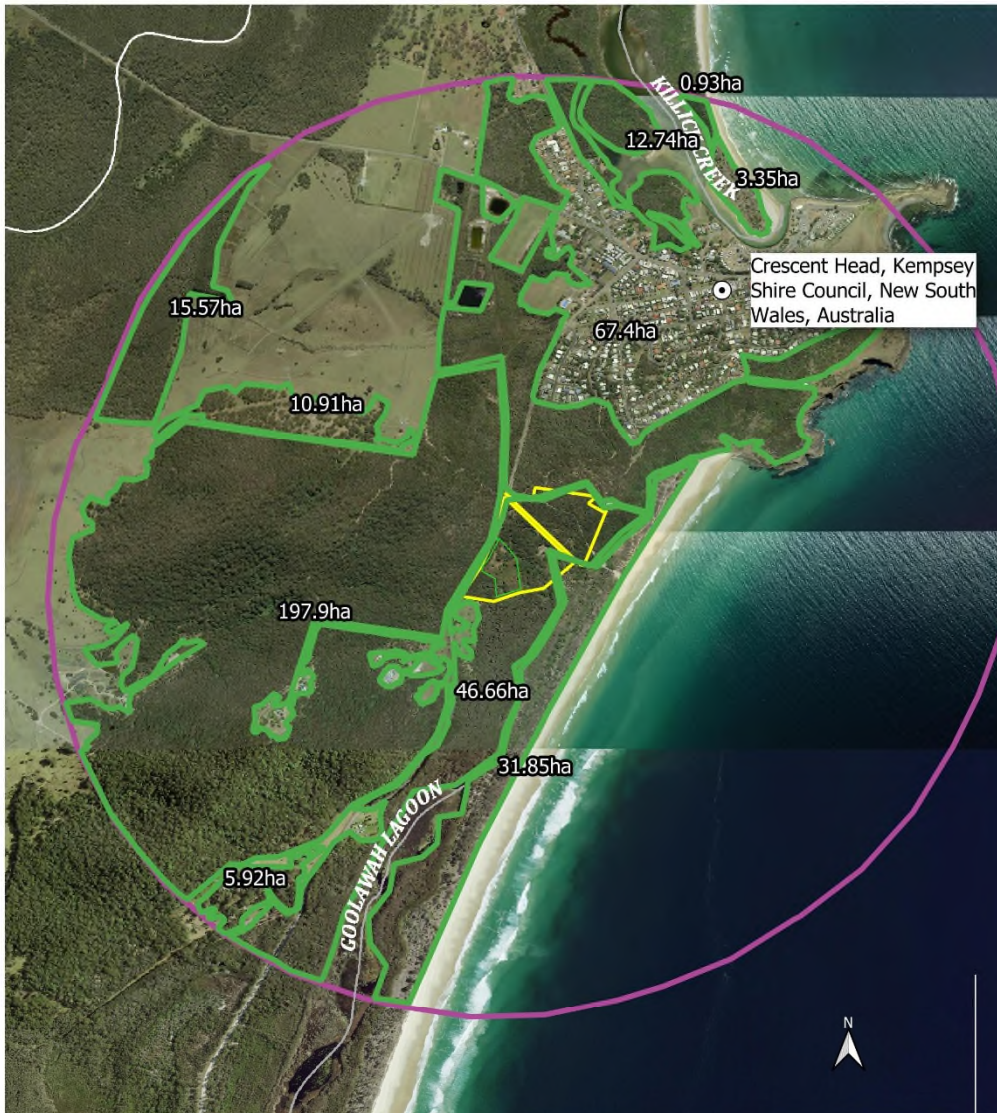 0.93ha
KILLICK CREEK
12.74ha
3.35ha
Crescent Head, Kempsey
Shire Council, New South
Wales, Australia
15.57ha
67.4ha
10.91ha
197.9ha
46.66ha
31.85ha
GOOLAWAH LAGOON
5.92ha
N